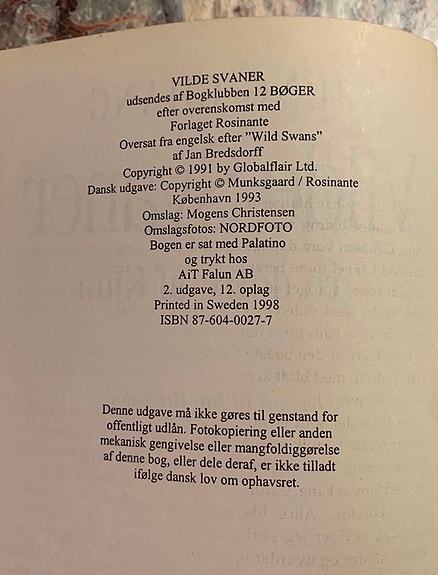 VILDE SVANER
udsendes af Bogklubben 12 BØGER
efter overenskomst med
Forlaget Rosinante
Oversat fra engelsk efter "Wild Swans"
af Jan Bredsdorff
Copyright © 1991 by Globalflair Ltd.
Dansk udgave: Copyright © Munksgaard / Rosinante
København 1993
Omslag: Mogens Christensen
Omslagsfotos: NORDFOTO
Bogen er sat med Palatino
og trykt hos
AiT Falun AB
2. udgave, 12. oplag
Printed in Sweden 1998
ISBN 87-604-0027-7
Denne udgave må ikke gøres til genstand for
offentligt udlån. Fotokopiering eller anden
mekanisk gengivelse eller mangfoldiggørelse
af denne bog, eller dele deraf, er ikke tilladt
ifølge dansk lov om ophavsret.